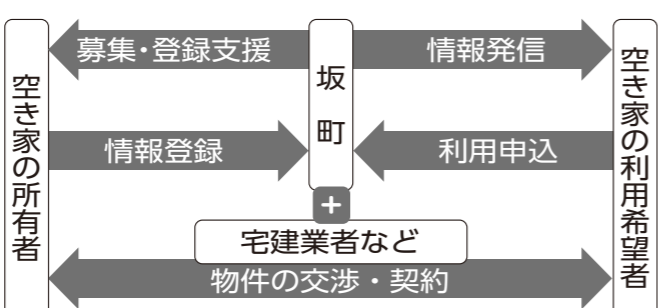 募集・登録支援
情報発信
空き家の所有者
坂町
空き家の利用希望者
情報登録
利用申込
+
宅建業者など
物件の交渉・契約